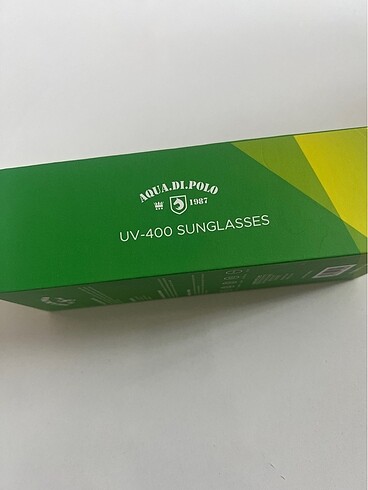 AQUA.DI.POLO
1987
UV-400 SUNGLASSES